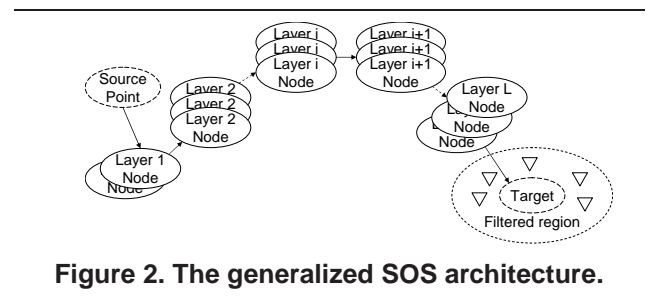 Source
Point
Layer 1
Node
Node
Layer 2
Layer 2
Layer 2
Node
Layer i
Layer i
Layer i
Node
Layer i+1
Layer i+1
Layer i+1
Node
Layer L
Node
Node
Target
Filtered region
Figure 2. The generalized SOS architecture.